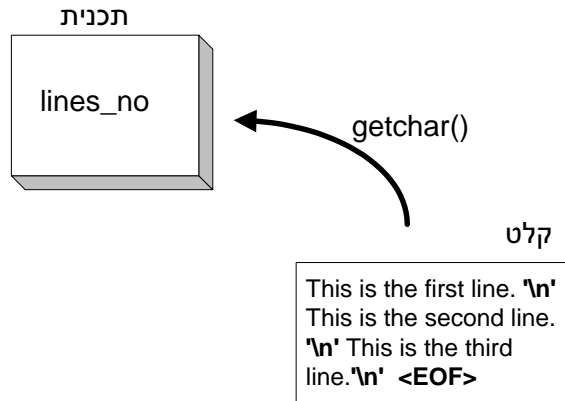 תכנית
lines_no
getchar()
קלט
This is the first line. '\n'
This is the second line.
'\n' This is the third
line.'\n' <EOF>